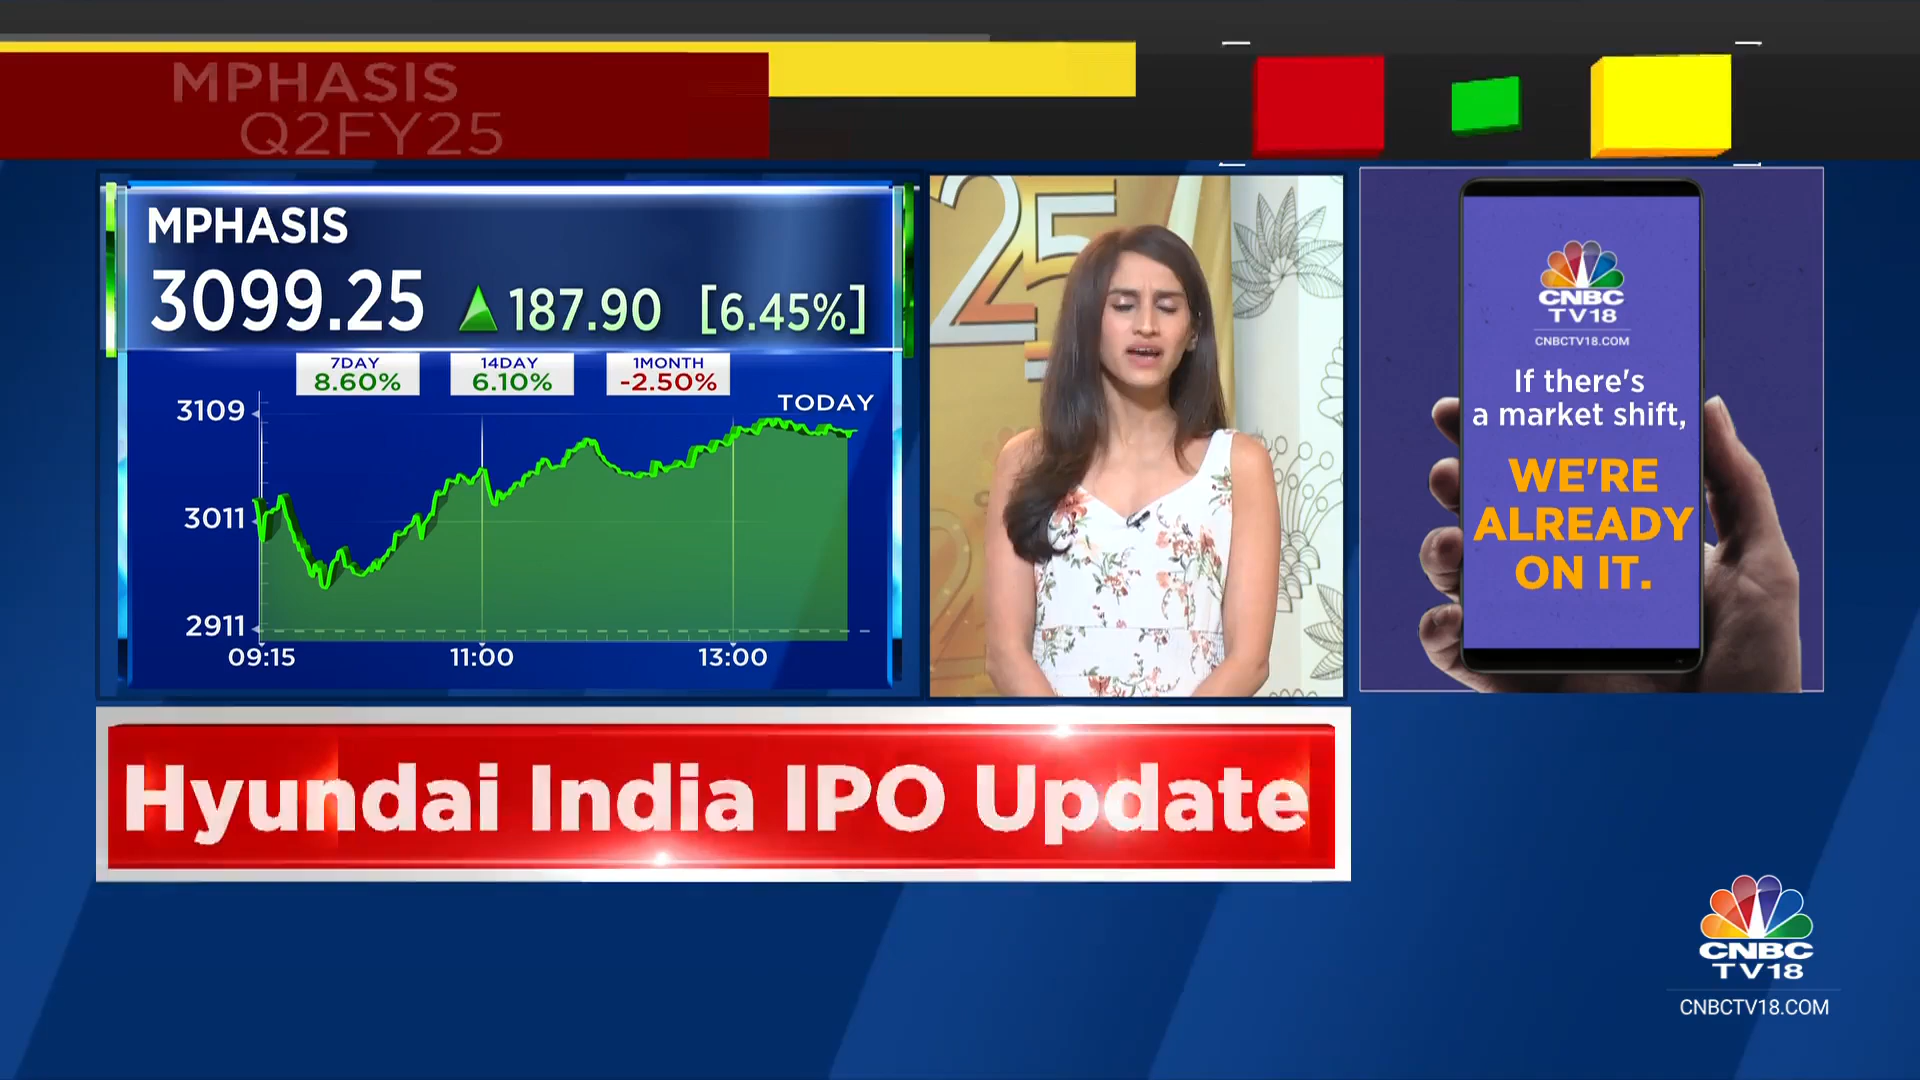 MPHASIS
Q2FY25
MPHASIS
3099.25 187.90 [6.45%]
7DAY
8.60%
14DAY
6.10%
1MONTH
-2.50%
TODAY
3109
3011
2911
09:15 11:00 13:00
25
CNBC
TV18
CNBCTV18.COM
If there's
a market shift,
WE'RE
ALREADY
ON IT.
Hyundai India IPO Update
CNBC
TV18
CNBCTV18.COM